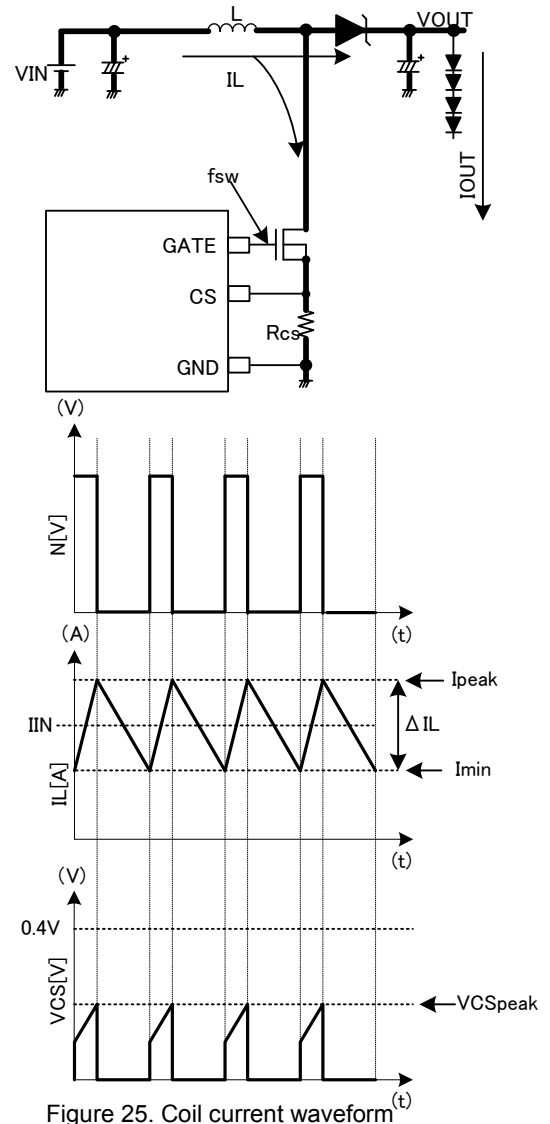 L
VOUT
VIN
+
+
IL
fsw
IOUT
GATE
CS
Rcs
GND
(V)
N[V]
(t)
(A)
Ipeak
IIN
Δ IL
IL[A]
Imin
(t)
(V)
0.4V
VCS[V]
VCSpeak
(t)
Figure 25. Coil current waveform